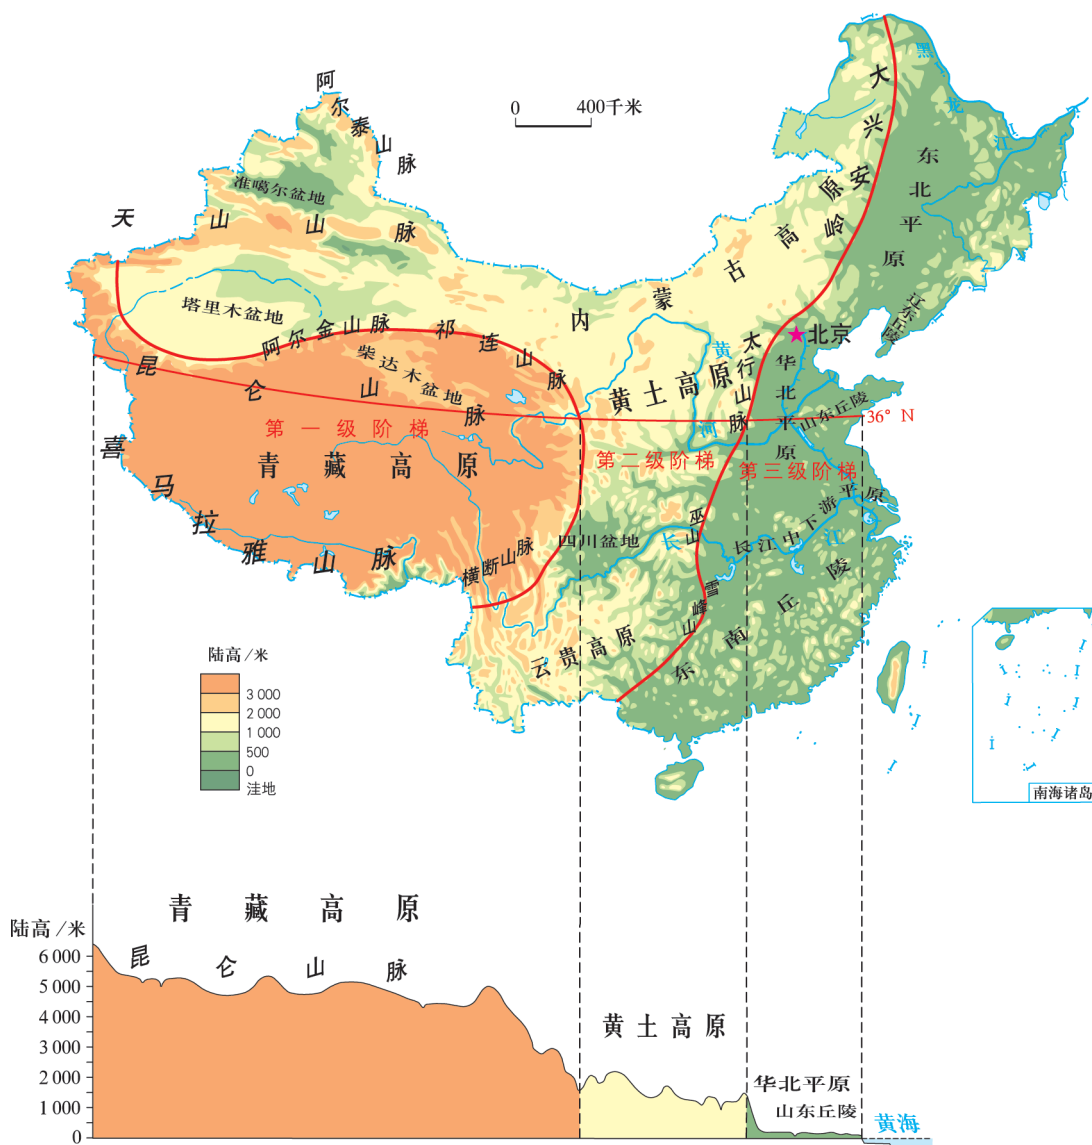 阿尔泰山脉
0 400千米
大兴安岭
黑龙江
东北平原
准噶尔盆地
天山山脉
内蒙古高原
塔里木盆地
阿尔金山脉
祁连山脉
辽东丘陵
北京
柴达木盆地
昆仑山脉
黄河
太行山脉
华北平原
黄土高原
山东丘陵
36° N
第一级阶梯
第二级阶梯
第三级阶梯
青藏高原
喜马拉雅山脉
横断山脉
四川盆地
长江
巫山
长江中下游平原
雪峰山
东南丘陵
云贵高原
陆高/米
3 000
2 000
1 000
500
0
洼地
南海诸岛
青藏高原
陆高/米
昆仑山脉
6 000
5 000
4 000
3 000
2 000
1 000
0
黄土高原
华北平原
山东丘陵
黄海